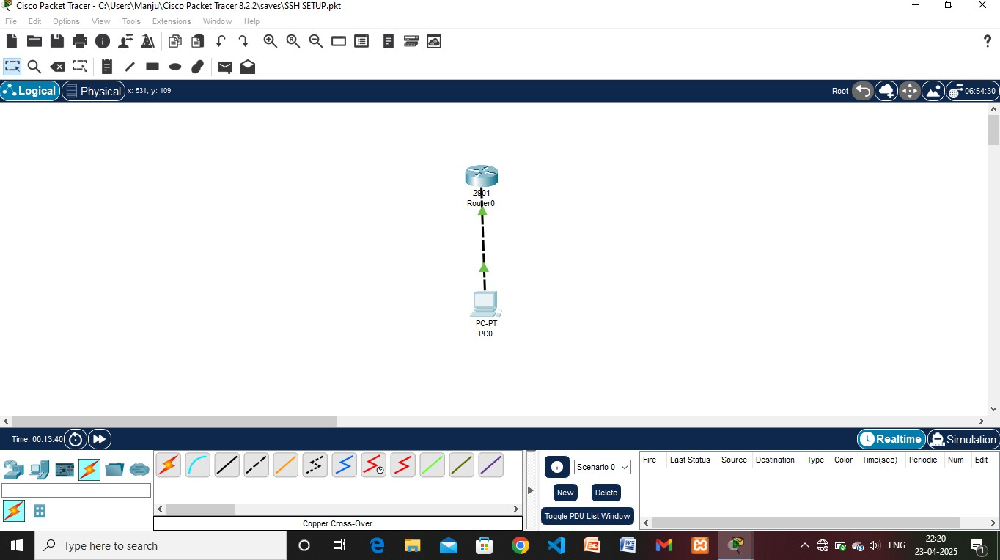 Cisco Packet Tracer - C:\Users\Manju\Cisco Packet Tracer 8.2.2\saves\SSH SETUP.pkt
File Edit Options View Tools Extensions Window Help
Logical Physical x: 531, y: 109 Root 06:54:30
2901
Router0
PC-PT
PC0
Time: 00:13:40 Realtime Simulation
Scenario 0
New Delete
Toggle PDU List Window
Fire Last Status Source Destination Type Color Time(sec) Periodic Num Edit
Copper Cross-Over
Type here to search
ENG
22:20
23-04-2025
1